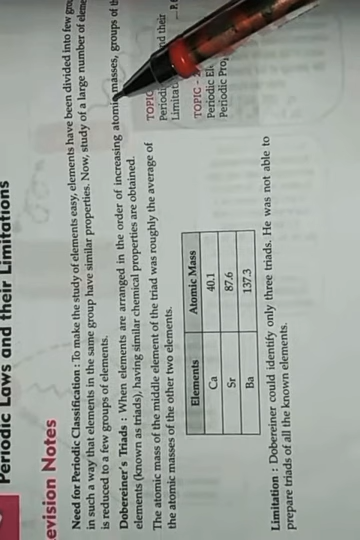 Periodic Laws and their Limitations
evision Notes
Need for Periodic Classification : To make the study of elements easy, elements have been divided into few
in such a way that elements in the same group have similar properties. Now, study of a large number of
is reduced to a few groups of elements.
Dobereiner's Triads : When elements are arranged in the order of increasing atomic masses, groups of
elements (known as triads), having similar chemical properties are obtained.
The atomic mass of the middle element of the triad was roughly the average of
the atomic masses of the other two elements.
Elements Atomic Mass
Ca 40.1
Sr 87.6
Ba 137.3
Limitation : Dobereiner could identify only three triads. He was not able to
prepare triads of all the known elements.
TOPIC
their
TOPIC -
Periodic
Periodic